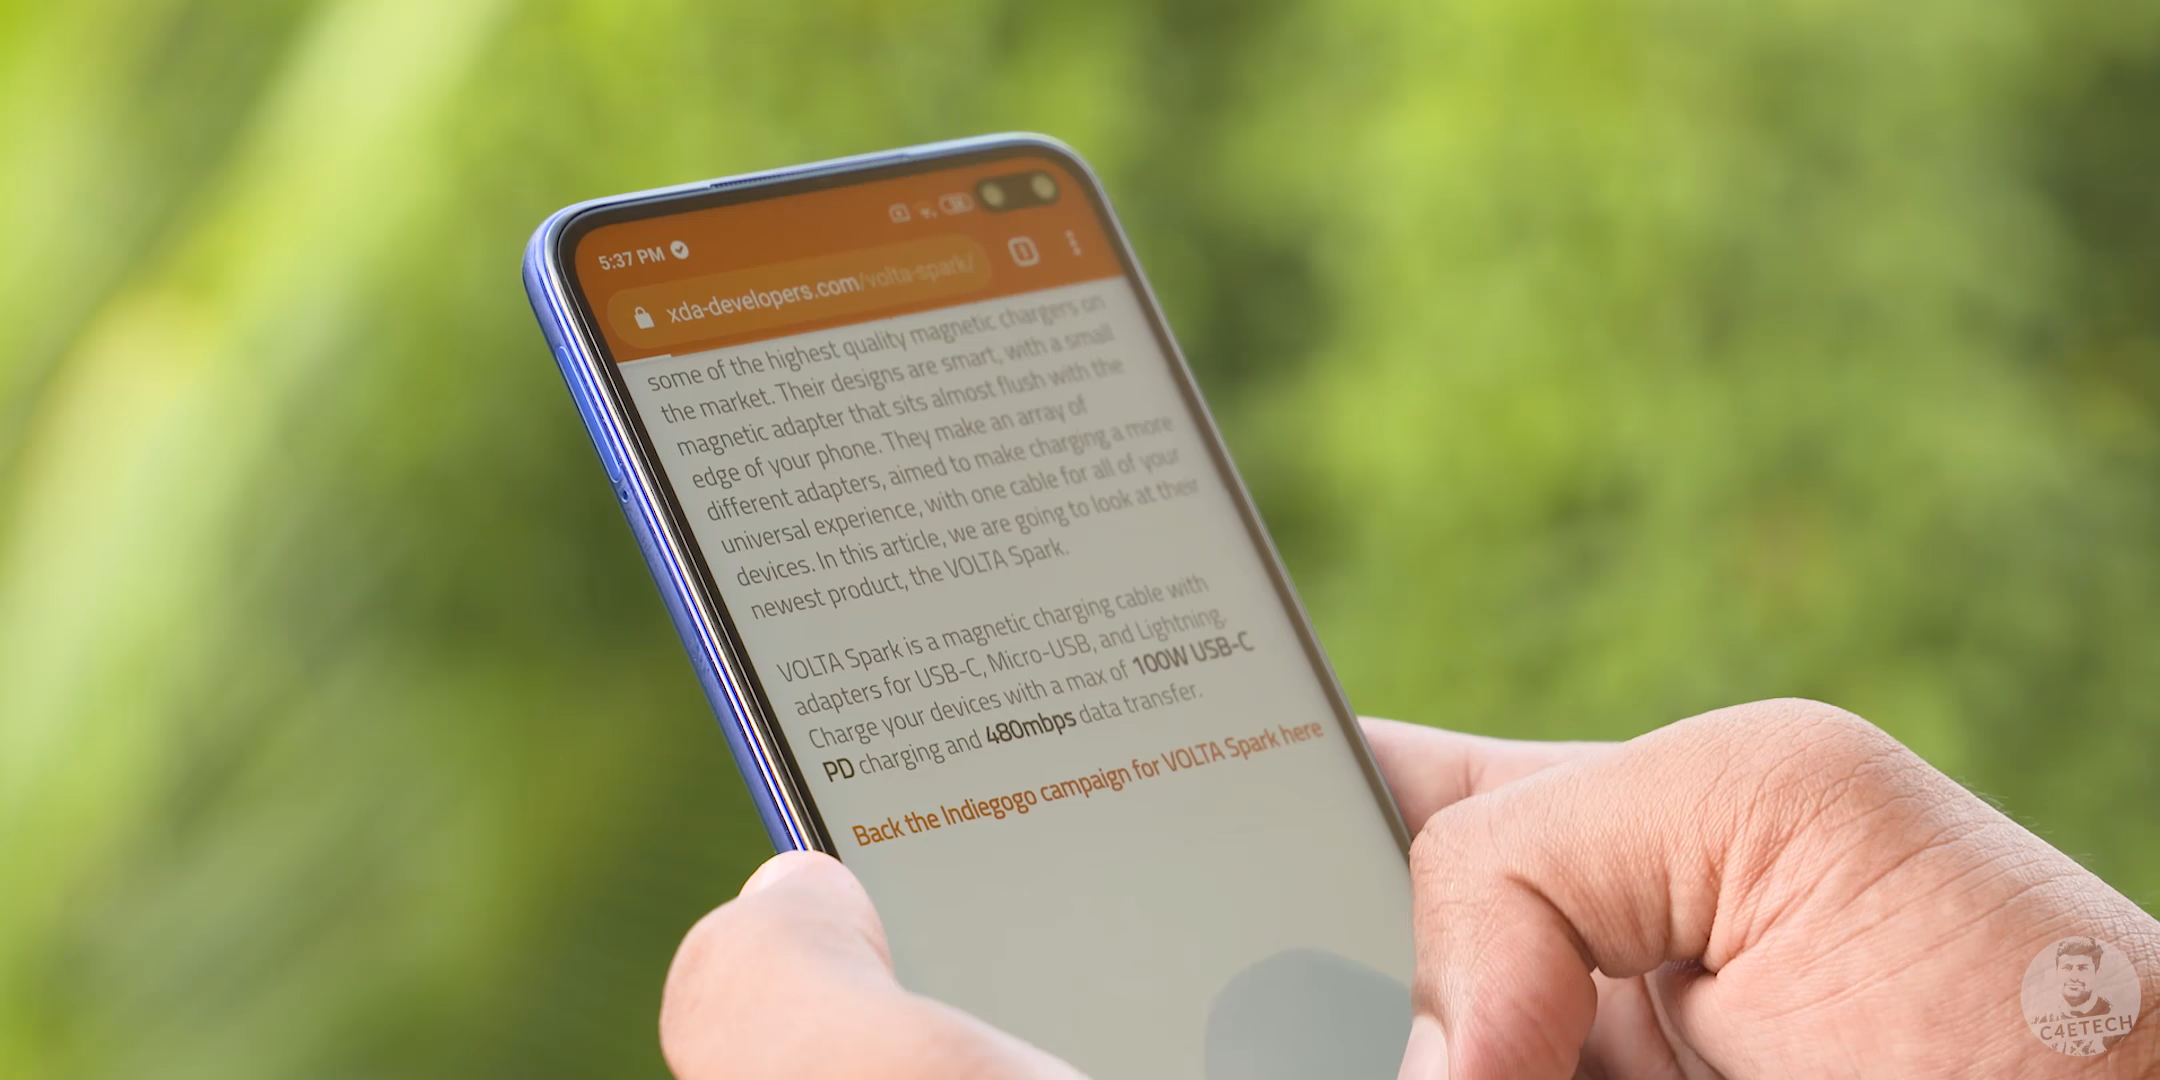 5:37 PM
xda-developers.com/volta-spark/
some of the highest quality magnetic chargers on
the market. Their designs are smart, with a small
magnetic adapter that sits almost flush with the
edge of your phone. They make an array of
different adapters, aimed to make charging a more
universal experience, with one cable for all of your
devices. In this article, we are going to look at their
newest product, the VOLTA Spark.
VOLTA Spark is a magnetic charging cable with
adapters for USB-C, Micro-USB, and Lightning.
Charge your devices with a max of 100W USB-C
PD charging and 480mbps data transfer.
Back the Indiegogo campaign for VOLTA Spark here
C4ETECH